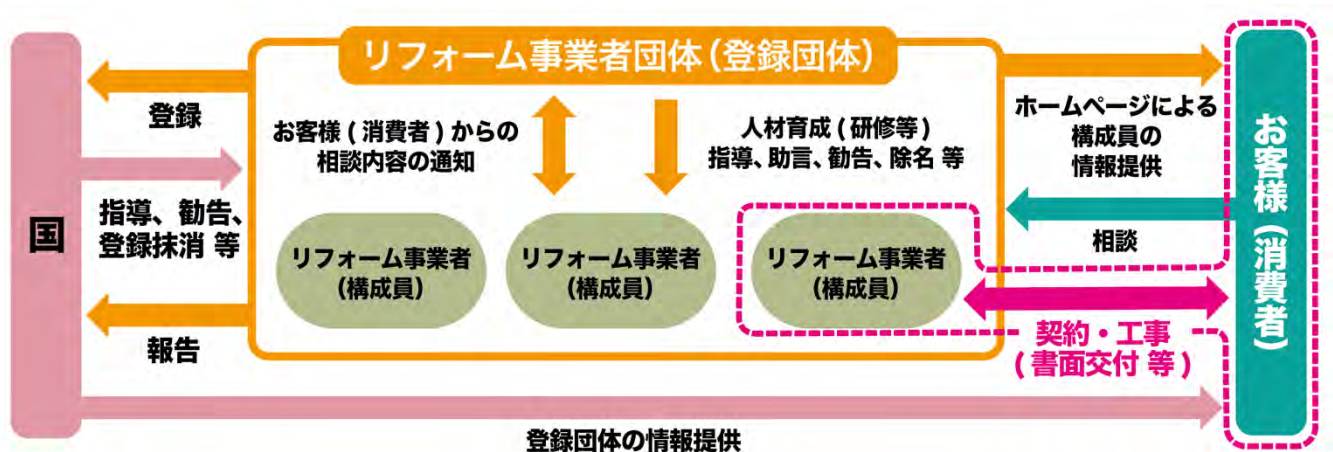 リフォーム事業者団体（登録団体）
国
登録
指導、勧告、
登録抹消 等
報告
お客様 ( 消費者 ) からの
相談内容の通知
人材育成 ( 研修等 )
指導、助言、勧告、除名 等
リフォーム事業者
（構成員）
リフォーム事業者
（構成員）
リフォーム事業者
（構成員）
ホームページによる
構成員の
情報提供
相談
契約・工事
( 書面交付 等 )
お客様（消費者）
登録団体の情報提供